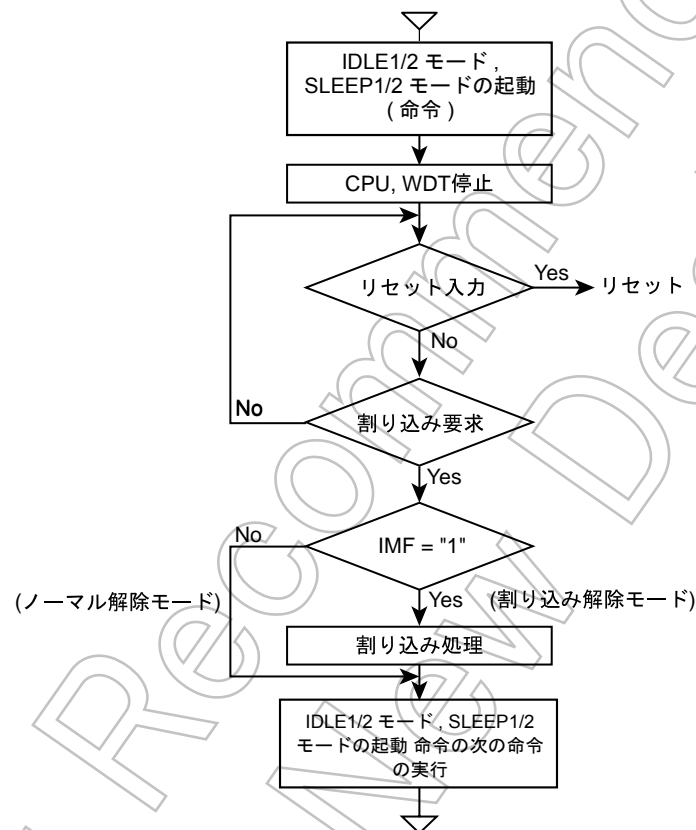 IDLE1/2 モード ,
SLEEP1/2 モードの起動
( 命令 )
CPU, WDT停止
リセット入力
Yes
リセット
No
No
割り込み要求
Yes
No
IMF = "1"
(ノーマル解除モード)
Yes
(割り込み解除モード)
割り込み処理
IDLE1/2 モード , SLEEP1/2
モードの起動 命令の次の命令
の実行
Recommend
New De